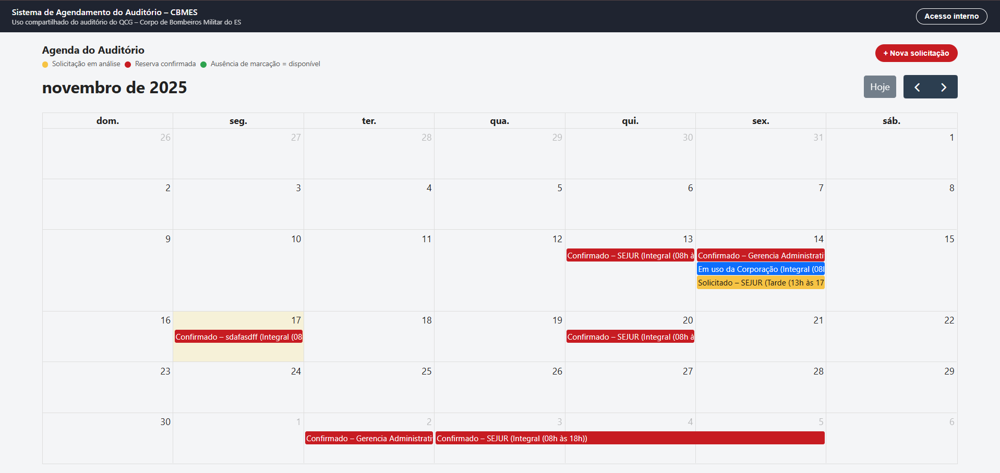 Sistema de Agendamento do Auditório – CBMES
Uso compartilhado do auditório do QCG – Corpo de Bombeiros Militar do ES
Acesso interno
Agenda do Auditório
+ Nova solicitação
Solicitação em análise Reserva confirmada Ausência de marcação = disponível
novembro de 2025
Hoje
dom. seg. ter. qua. qui. sex. sáb.
26 27 28 29 30 31 1
2 3 4 5 6 7 8
9 10 11 12 13 14 15
Confirmado – SEJUR (Integral (08h à
Confirmado – Gerencia Administrati
Em uso da Corporação (Integral (08
Solicitado – SEJUR (Tarde (13h às 17
16 17 18 19 20 21 22
Confirmado – sdafasdff (Integral (08
Confirmado – SEJUR (Integral (08h à
23 24 25 26 27 28 29
30 1 2 3 4 5 6
Confirmado – Gerencia Administrati
Confirmado – SEJUR (Integral (08h às 18h))